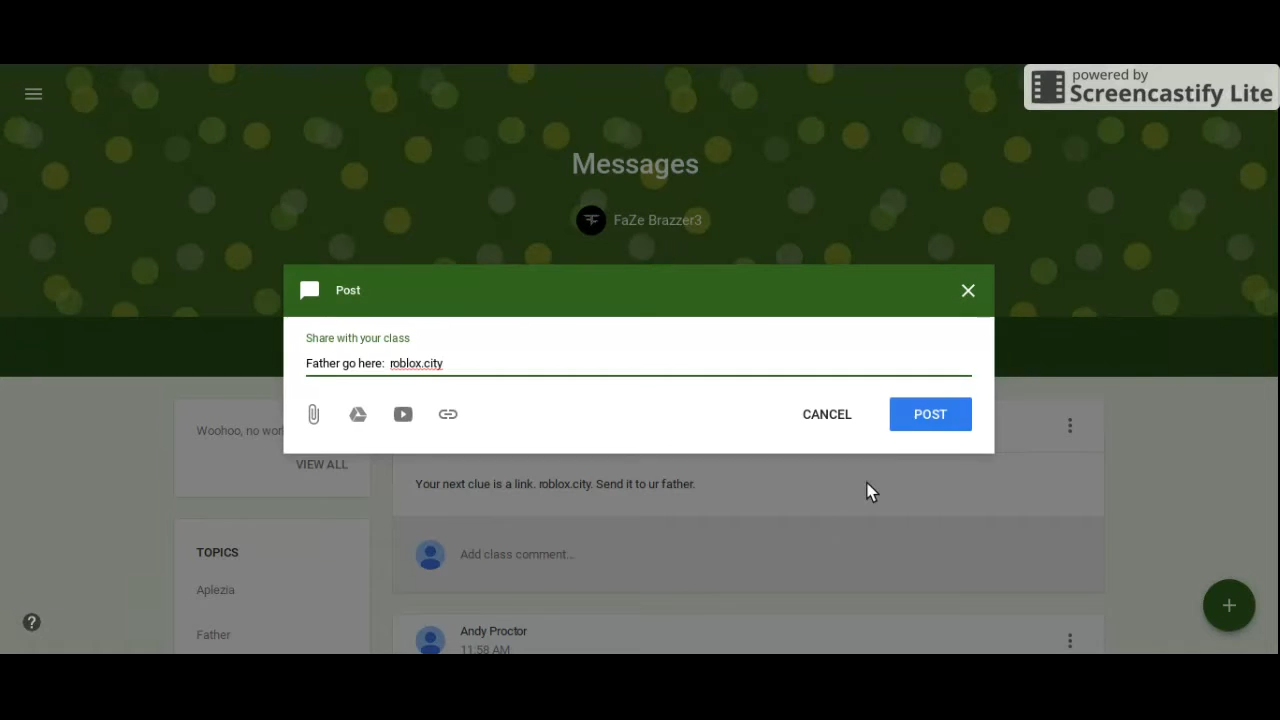 powered by
Screencastify Lite
Messages
FaZe Brazzer3
Post
Share with your class
Father go here: roblox.city
CANCEL
POST
Woohoo, no wor
VIEW ALL
Your next clue is a link. roblox.city. Send it to ur father.
Add class comment...
TOPICS
Aplezia
Father
Andy Proctor
11:58 AM